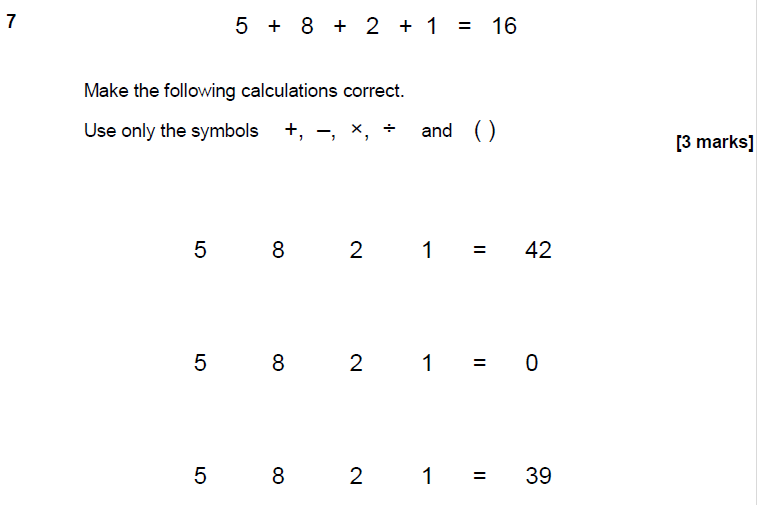 7 5 + 8 + 2 + 1 = 16
Make the following calculations correct.
Use only the symbols +, –, ×, ÷ and ( )
[3 marks]
5 8 2 1 = 42
5 8 2 1 = 0
5 8 2 1 = 39